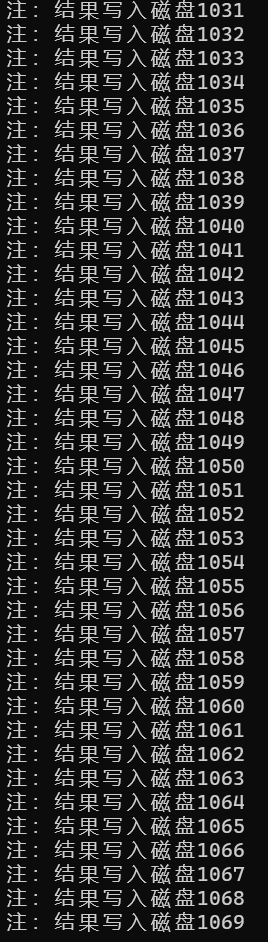 注: 结果写入磁盘1031
注: 结果写入磁盘1032
注: 结果写入磁盘1033
注: 结果写入磁盘1034
注: 结果写入磁盘1035
注: 结果写入磁盘1036
注: 结果写入磁盘1037
注: 结果写入磁盘1038
注: 结果写入磁盘1039
注: 结果写入磁盘1040
注: 结果写入磁盘1041
注: 结果写入磁盘1042
注: 结果写入磁盘1043
注: 结果写入磁盘1044
注: 结果写入磁盘1045
注: 结果写入磁盘1046
注: 结果写入磁盘1047
注: 结果写入磁盘1048
注: 结果写入磁盘1049
注: 结果写入磁盘1050
注: 结果写入磁盘1051
注: 结果写入磁盘1052
注: 结果写入磁盘1053
注: 结果写入磁盘1054
注: 结果写入磁盘1055
注: 结果写入磁盘1056
注: 结果写入磁盘1057
注: 结果写入磁盘1058
注: 结果写入磁盘1059
注: 结果写入磁盘1060
注: 结果写入磁盘1061
注: 结果写入磁盘1062
注: 结果写入磁盘1063
注: 结果写入磁盘1064
注: 结果写入磁盘1065
注: 结果写入磁盘1066
注: 结果写入磁盘1067
注: 结果写入磁盘1068
注: 结果写入磁盘1069